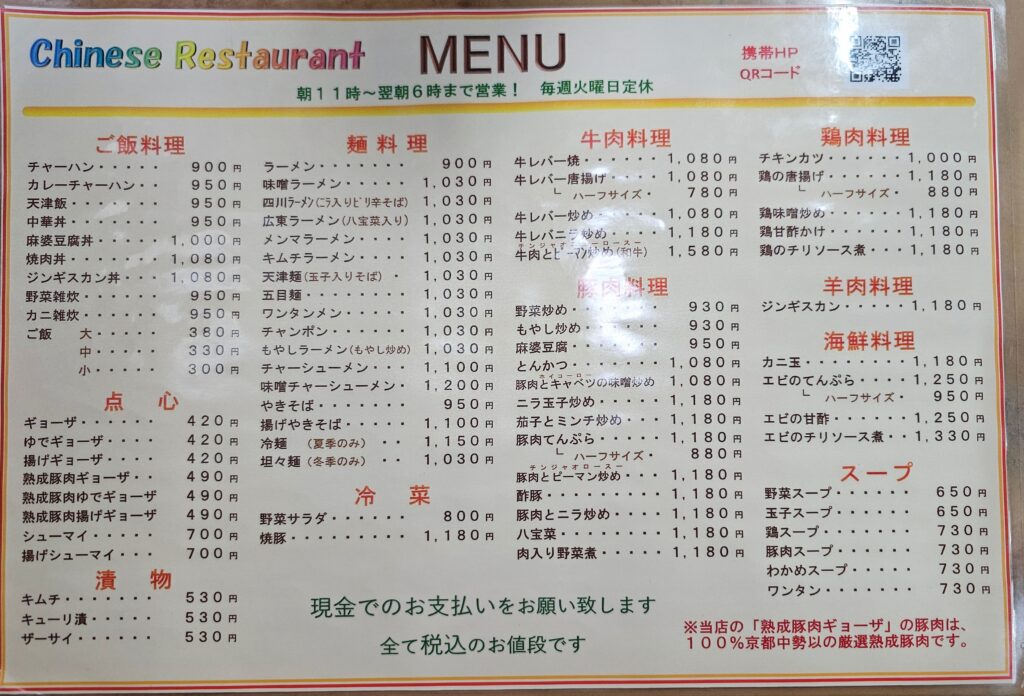 Chinese Restaurant MENU
携帯HP
QRコード
朝11時～翌朝6時まで営業！ 毎週火曜日定休
ご飯料理
チャーハン・・・・・ 900円
カレーチャーハン・・ 950円
天津飯・・・・・・・ 950円
中華丼・・・・・・・ 950円
麻婆豆腐丼・・・・・ 1,000円
焼肉丼・・・・・・・ 1,080円
ジンギスカン丼・・・ 1,080円
野菜雑炊・・・・・・ 950円
カニ雑炊・・・・・・ 950円
ご飯 大・・・・・ 380円
中・・・・・ 330円
小・・・・・ 300円
点心
ギョーザ・・・・・・ 420円
ゆでギョーザ・・・・ 420円
揚げギョーザ・・・・ 420円
熟成豚肉ギョーザ・・ 490円
熟成豚肉ゆでギョーザ 490円
熟成豚肉揚げギョーザ 490円
シューマイ・・・・・ 700円
揚げシューマイ・・・ 700円
漬物
キムチ・・・・・・・ 530円
キューリ漬・・・・・ 530円
ザーサイ・・・・・・ 530円
麺料理
ラーメン・・・・・・・ 900円
味噌ラーメン・・・・・ 1,030円
四川ラーメン(ニラ入りピリ辛そば) 1,030円
広東ラーメン(八宝菜入り) 1,030円
メンマラーメン・・・・ 1,030円
キムチラーメン・・・・ 1,030円
天津麺(玉子入りそば) ・ 1,030円
五目麺・・・・・・・・ 1,030円
ワンタンメン・・・・・ 1,030円
チャンポン・・・・・・ 1,030円
もやしラーメン(もやし炒め) 1,030円
チャーシューメン・・・ 1,100円
味噌チャーシューメン・ 1,200円
やきそば・・・・・・・ 950円
揚げやきそば・・・・・ 1,100円
冷麺 (夏季のみ) ・・ 1,150円
坦々麺(冬季のみ) ・・ 1,030円
冷菜
野菜サラダ・・・・・・ 800円
焼豚・・・・・・・・・ 1,180円
牛肉料理
牛レバー焼・・・・・・ 1,080円
牛レバー唐揚げ・・・・ 1,080円
└ ハーフサイズ・ 780円
牛レバー炒め・・・・・ 1,080円
牛レバニラ炒め・・・・ 1,180円
チンジャオロースー
牛肉とピーマン炒め(和牛) 1,580円
豚肉料理
野菜炒め・・・・・・・ 930円
もやし炒め・・・・・・ 930円
麻婆豆腐・・・・・・・ 950円
とんかつ・・・・・・・ 1,080円
ホイコーロー
豚肉とキャベツの味噌炒め 1,080円
ニラ玉子炒め・・・・・ 1,180円
茄子とミンチ炒め・・・ 1,180円
豚肉てんぷら・・・・・ 1,180円
└ ハーフサイズ・ 880円
チンジャオロースー
豚肉とピーマン炒め・・・ 1,180円
酢豚・・・・・・・・・ 1,180円
豚肉とニラ炒め・・・・ 1,180円
八宝菜・・・・・・・・ 1,180円
肉入り野菜煮・・・・・ 1,180円
鶏肉料理
チキンカツ・・・・・・ 1,000円
鶏の唐揚げ・・・・・・ 1,180円
└ ハーフサイズ・・ 880円
鶏味噌炒め・・・・・・ 1,180円
鶏甘酢かけ・・・・・・ 1,180円
鶏のチリソース煮・・・ 1,180円
羊肉料理
ジンギスカン・・・・・ 1,180円
海鮮料理
カニ玉・・・・・・・・ 1,180円
エビのてんぷら・・・・ 1,250円
└ ハーフサイズ・ 950円
エビの甘酢・・・・・・ 1,250円
エビのチリソース煮・・ 1,330円
スープ
野菜スープ・・・・・・ 650円
玉子スープ・・・・・・ 650円
鶏スープ・・・・・・・ 730円
豚肉スープ・・・・・・ 730円
わかめスープ・・・・・ 730円
ワンタン・・・・・・・ 730円
現金でのお支払いをお願い致します
全て税込のお値段です
※当店の「熟成豚肉ギョーザ」の豚肉は、
100%京都中勢以の厳選熟成豚肉です。